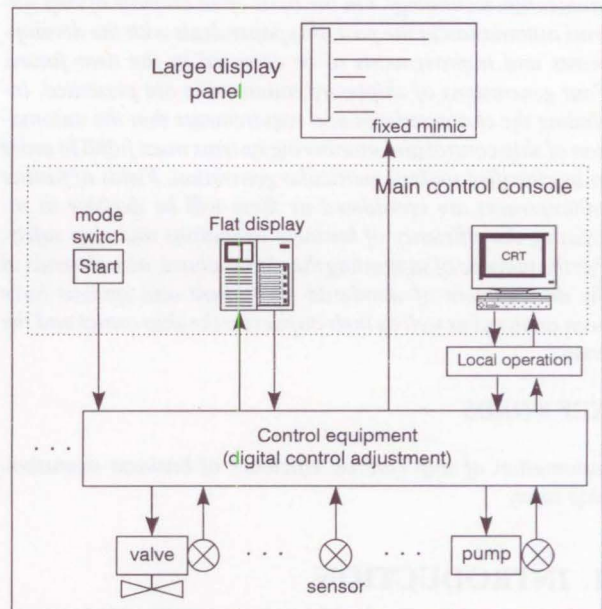 Large display
panel
fixed mimic
Main control console
mode
switch
Flat display
Start
CRT
Local operation
Control equipment
(digital control adjustment)
valve
pump
sensor